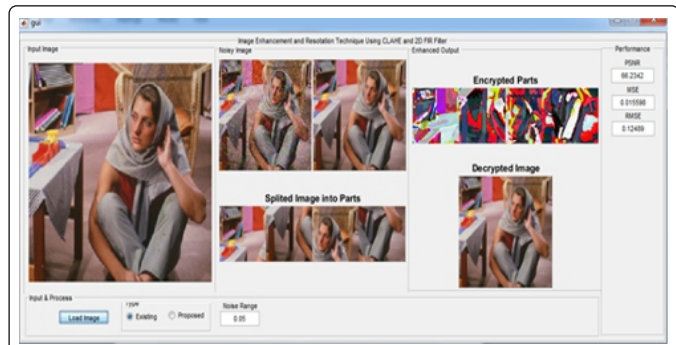 gui
Image Enhancement and Resolation Technique Using CLAHE and 2D FIR Filter
Input Image
Noisy Image
Enhanced Output
Performance
PSNR
66.2342
MSE
0.015598
RMSE
0.12489
Encrypted Parts
Decrypted Image
Splited Image into Parts
Input & Process
Load Image
Type
Existing
Proposed
Noise Range
0.05